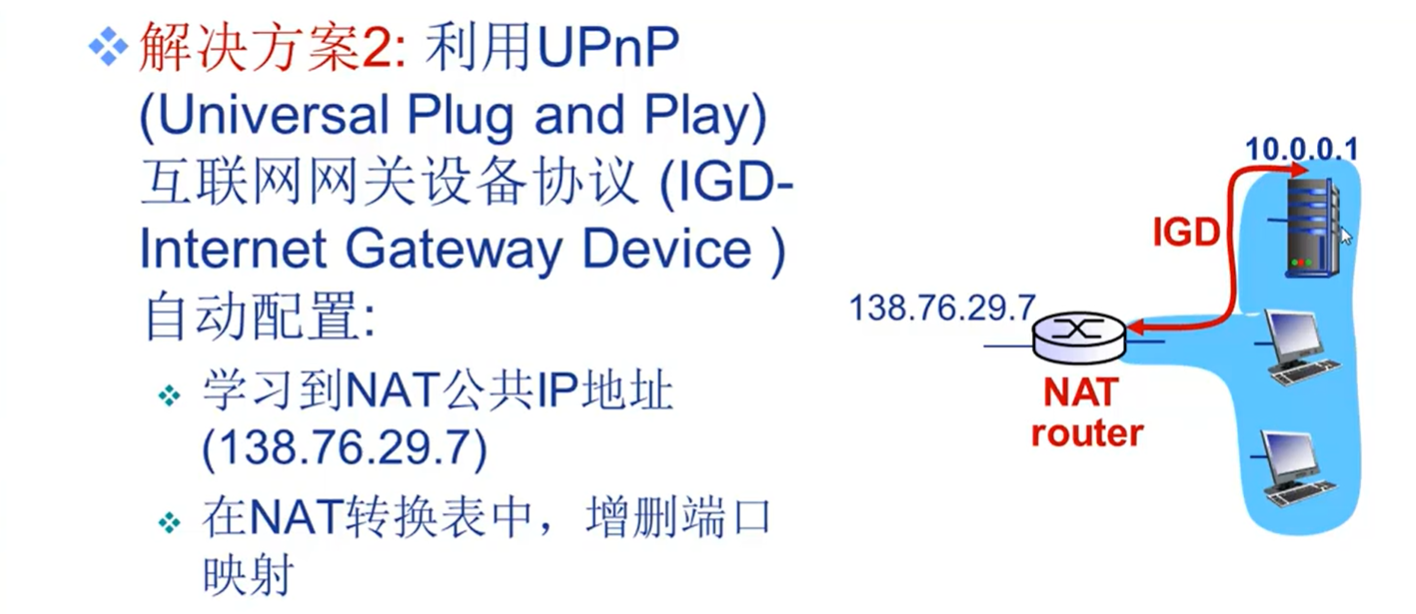 解决方案2: 利用UPnP
(Universal Plug and Play)
互联网网关设备协议 (IGD-
Internet Gateway Device )
自动配置:
学习到NAT公共IP地址
(138.76.29.7)
在NAT转换表中，增删端口
映射
10.0.0.1
IGD
138.76.29.7
NAT
router